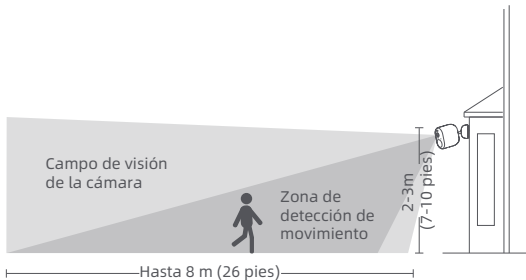 Campo de visión
de la cámara
Zona de
detección de
movimiento
2-3m
(7-10 pies)
Hasta 8 m (26 pies)